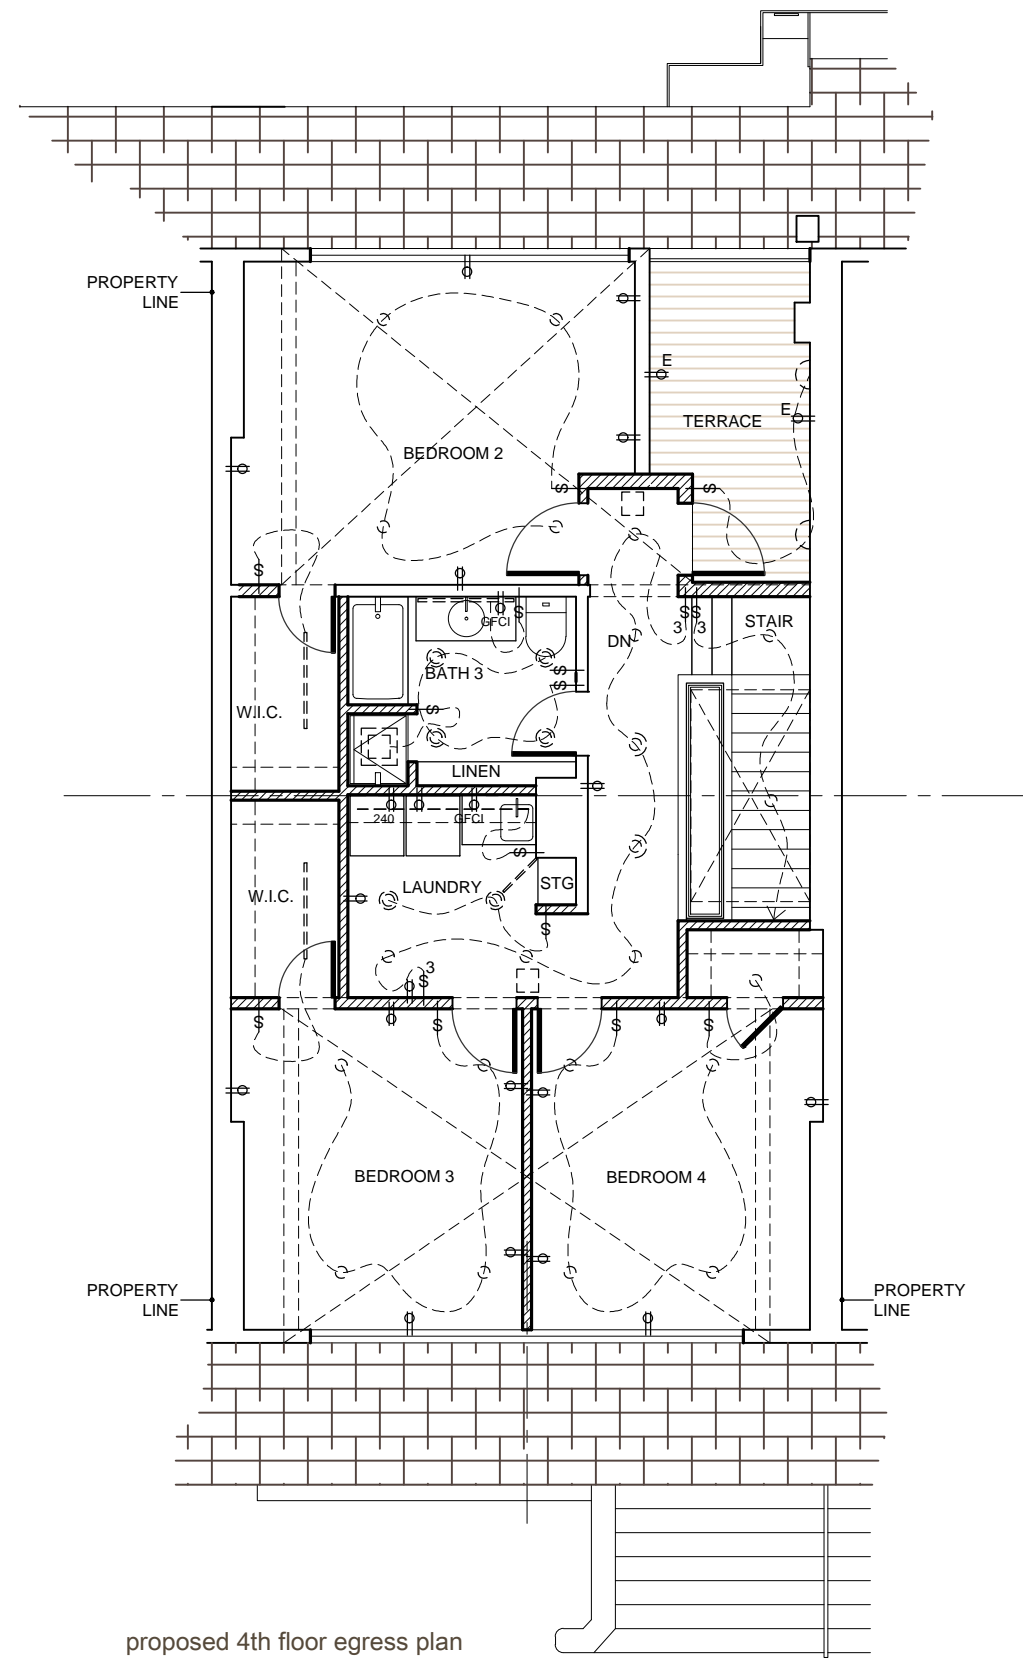 PROPERTY
LINE
E
E
TERRACE
BEDROOM 2
S
S
S
S
GFCI
S S
3 3
STAIR
DN
BATH 3
S
S
W.I.C.
S
LINEN
240
GFCI
S
LAUNDRY
STG
W.I.C.
S
3
S
S
S
S
S
BEDROOM 3
BEDROOM 4
PROPERTY
LINE
PROPERTY
LINE
proposed 4th floor egress plan